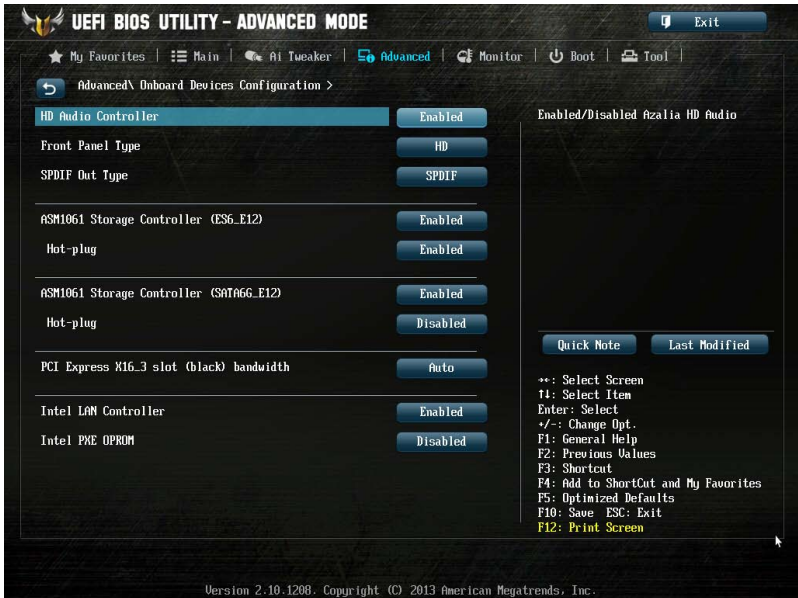 UEFI BIOS UTILITY – ADVANCED MODE
Exit
My Favorites | Main | Ai Tweaker | Advanced | Monitor | Boot | Tool |
Advanced\ Onboard Devices Configuration >
HD Audio Controller Enabled
Front Panel Type HD
SPDIF Out Type SPDIF
ASM1061 Storage Controller (ES6_E12) Enabled
Hot-plug Enabled
ASM1061 Storage Controller (SATA6G_E12) Enabled
Hot-plug Disabled
PCI Express X16_3 slot (black) bandwidth Auto
Intel LAN Controller Enabled
Intel PXE OPROM Disabled
Enabled/Disabled Azalia HD Audio
Quick Note Last Modified
→←: Select Screen
↑↓: Select Item
Enter: Select
+/-: Change Opt.
F1: General Help
F2: Previous Values
F3: Shortcut
F4: Add to ShortCut and My Favorites
F5: Optimized Defaults
F10: Save ESC: Exit
F12: Print Screen
Version 2.10.1208. Copyright (C) 2013 American Megatrends, Inc.